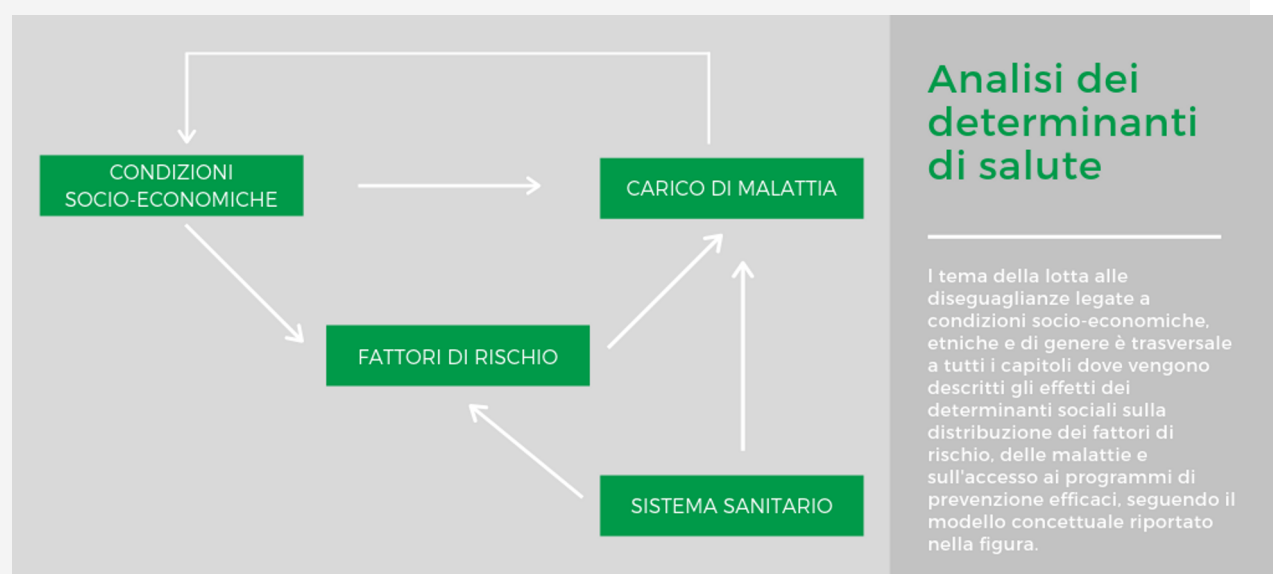 CONDIZIONI
SOCIO-ECONOMICHE
CARICO DI MALATTIA
FATTORI DI RISCHIO
SISTEMA SANITARIO
Analisi dei
determinanti
di salute
I tema della lotta alle
diseguaglianze legate a
condizioni socio-economiche,
etniche e di genere è trasversale
a tutti i capitoli dove vengono
descritti gli effetti dei
determinanti sociali sulla
distribuzione dei fattori di
rischio, delle malattie e
sull'accesso ai programmi di
prevenzione efficaci, seguendo il
modello concettuale riportato
nella figura.